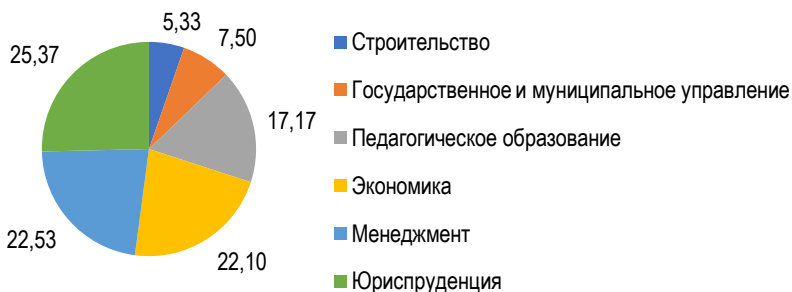 5,33
7,50
17,17
22,10
22,53
25,37
Строительство
Государственное и муниципальное управление
Педагогическое образование
Экономика
Менеджмент
Юриспруденция